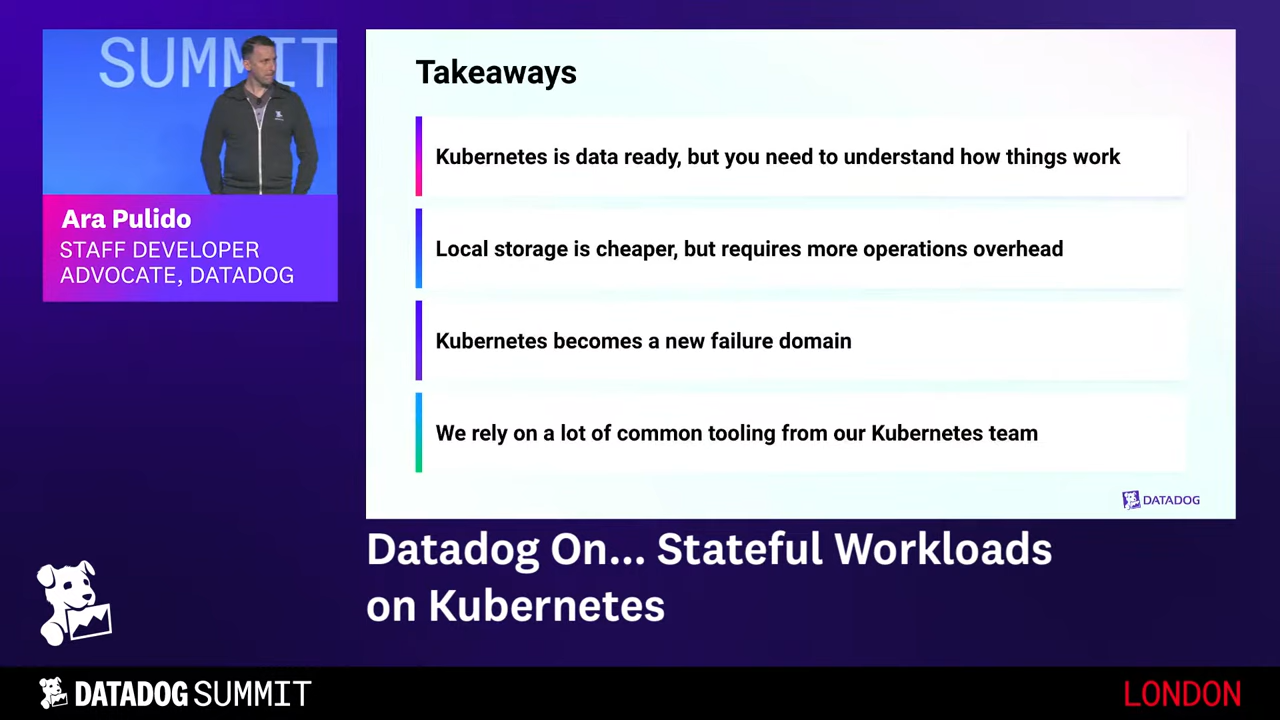 SUMMIT
Ara Pulido
STAFF DEVELOPER
ADVOCATE, DATADOG
Takeaways
Kubernetes is data ready, but you need to understand how things work
Local storage is cheaper, but requires more operations overhead
Kubernetes becomes a new failure domain
We rely on a lot of common tooling from our Kubernetes team
DATADOG
Datadog On... Stateful Workloads
on Kubernetes
DATADOG SUMMIT
LONDON